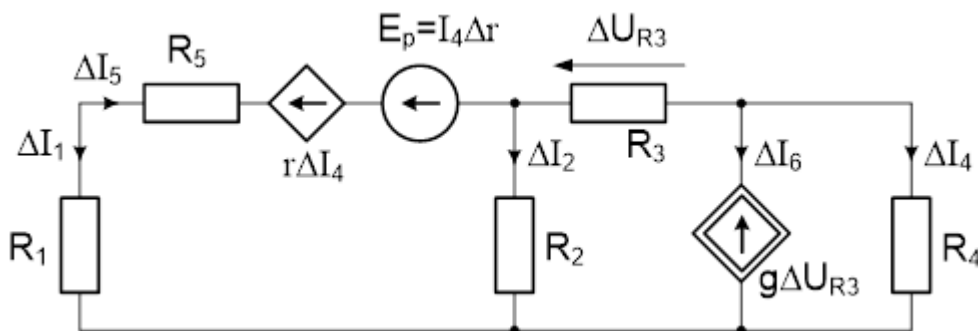 E_p=I_4Δr
ΔU_R3
ΔI_5
R_5
ΔI_1
rΔI_4
ΔI_2
R_3
ΔI_6
ΔI_4
R_1
R_2
gΔU_R3
R_4